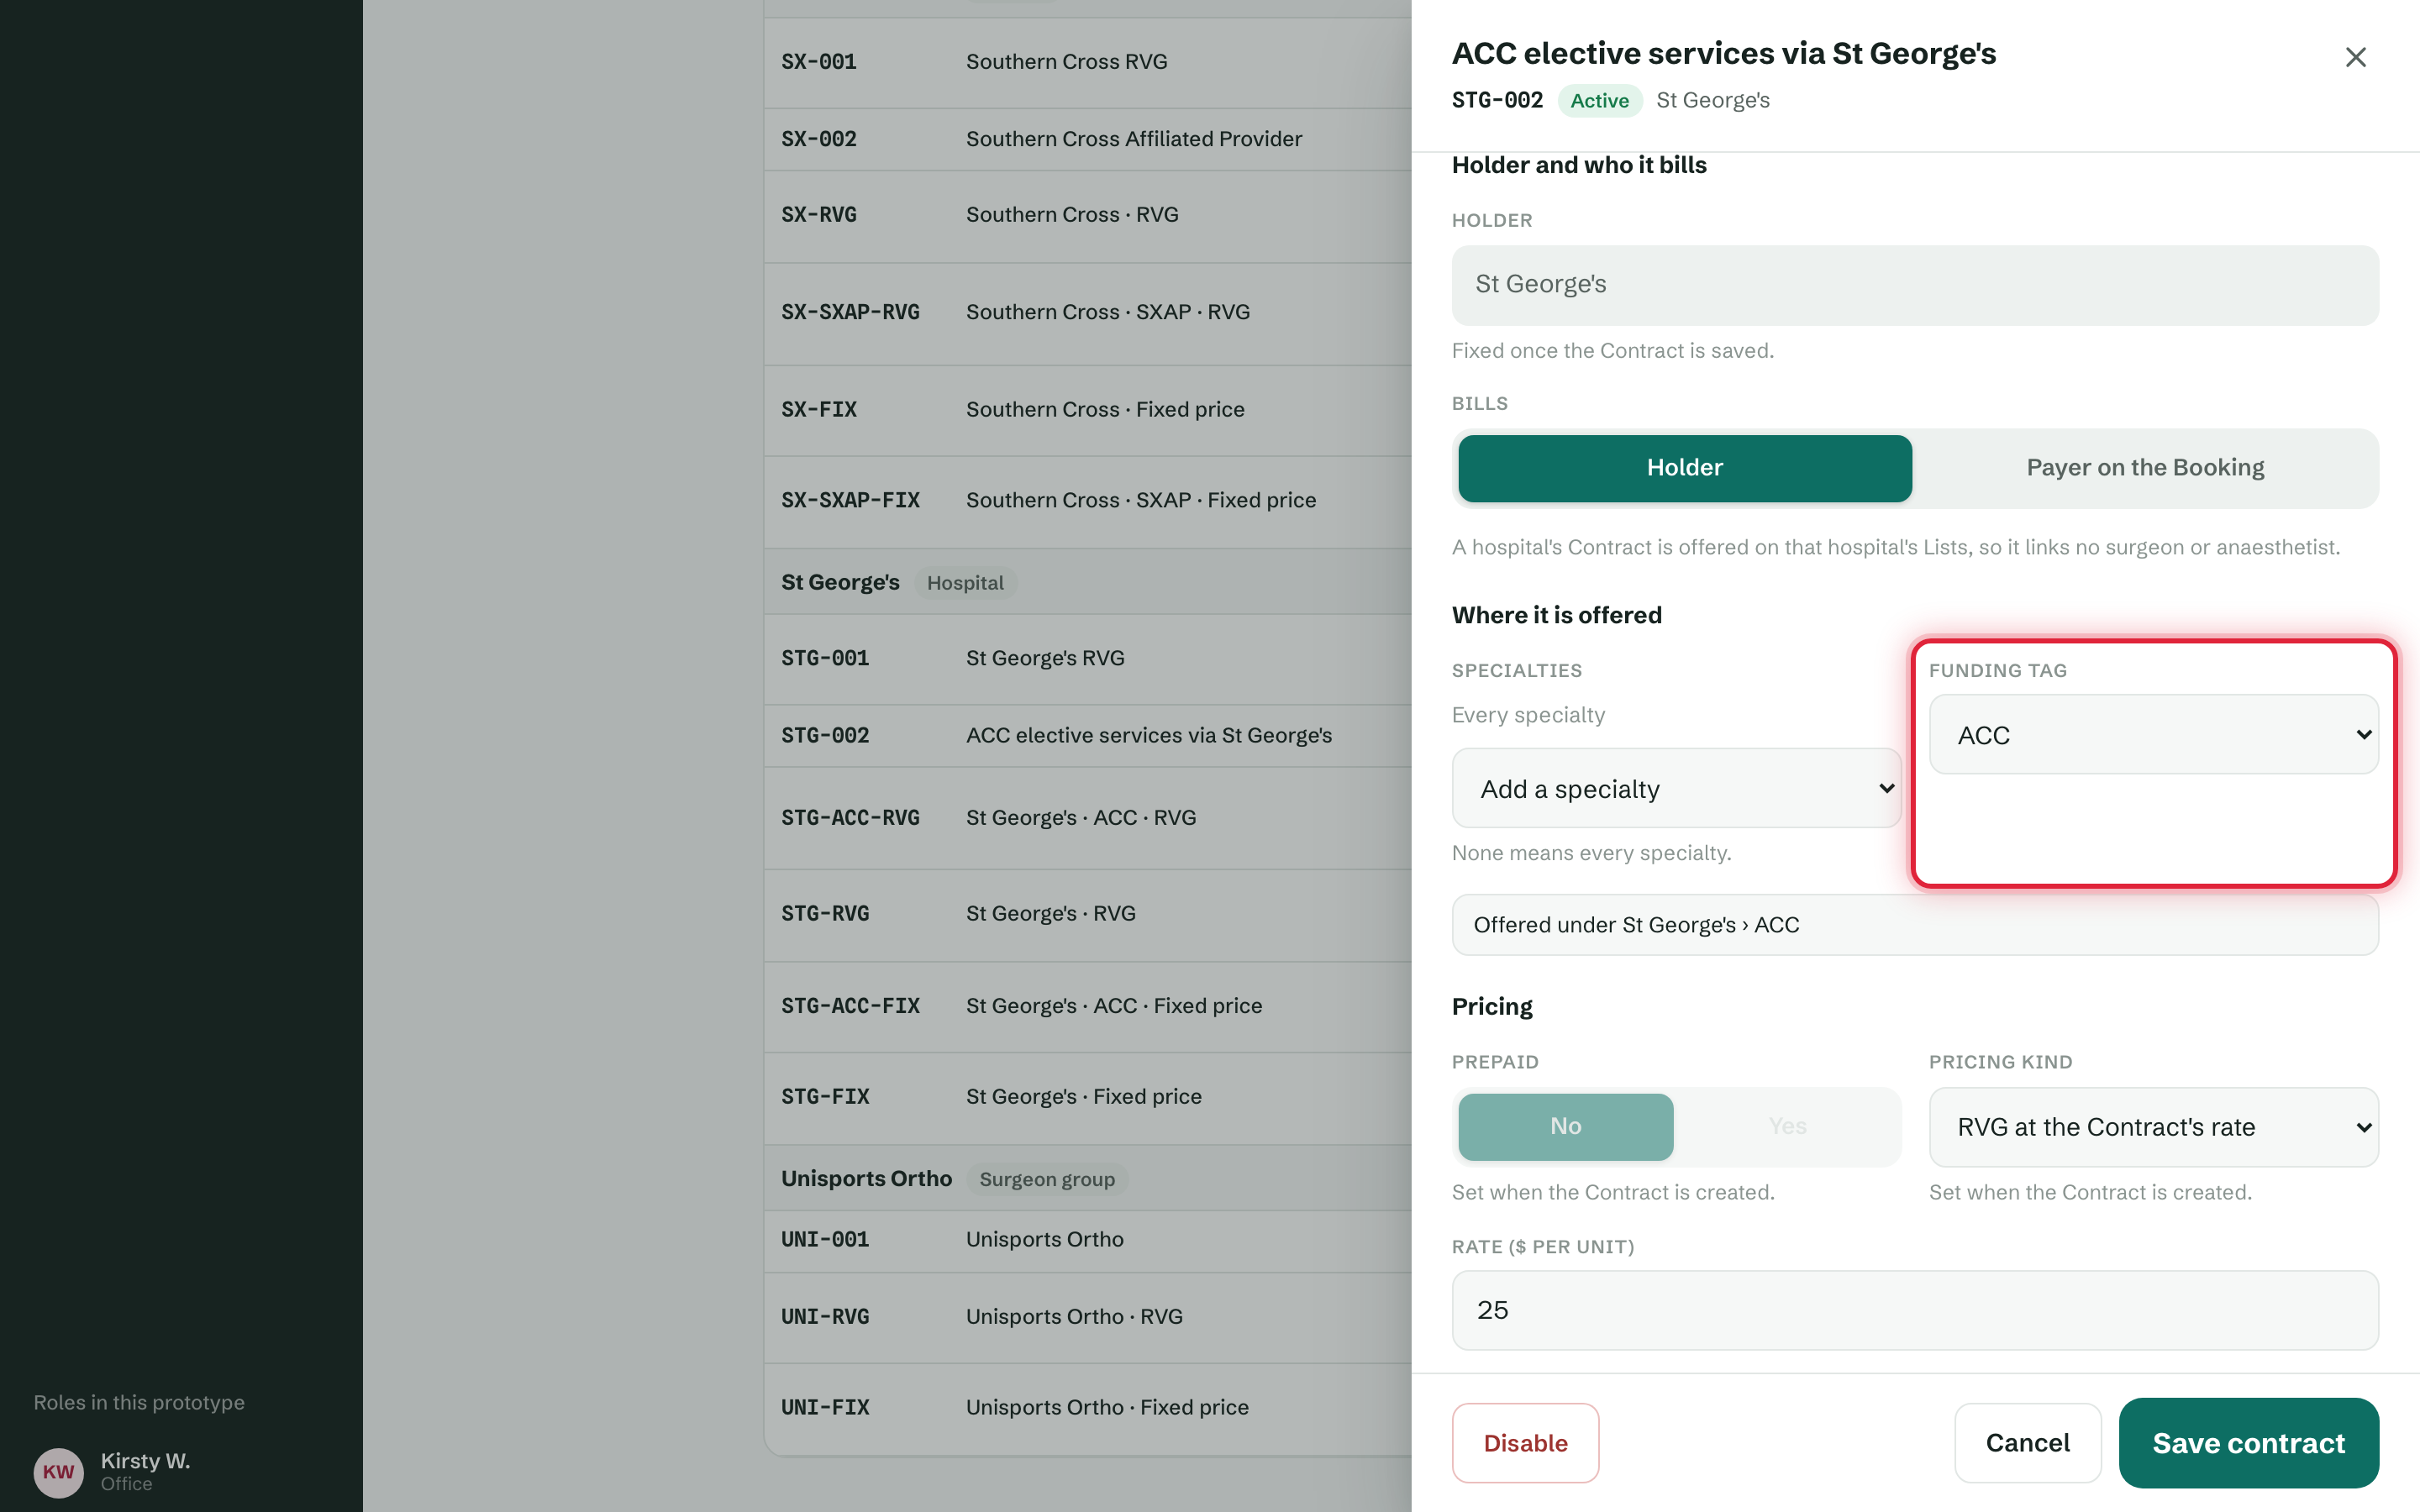 Roles in this prototype
KW
Kirsty W.
Office
SX-001 Southern Cross RVG
SX-002 Southern Cross Affiliated Provider
SX-RVG Southern Cross · RVG
SX-SXAP-RVG Southern Cross · SXAP · RVG
SX-FIX Southern Cross · Fixed price
SX-SXAP-FIX Southern Cross · SXAP · Fixed price
St George's Hospital
STG-001 St George's RVG
STG-002 ACC elective services via St George's
STG-ACC-RVG St George's · ACC · RVG
STG-RVG St George's · RVG
STG-ACC-FIX St George's · ACC · Fixed price
STG-FIX St George's · Fixed price
Unisports Ortho Surgeon group
UNI-001 Unisports Ortho
UNI-RVG Unisports Ortho · RVG
UNI-FIX Unisports Ortho · Fixed price
ACC elective services via St George's
STG-002 Active St George's
Holder and who it bills
HOLDER
St George's
Fixed once the Contract is saved.
BILLS
Holder Payer on the Booking
A hospital's Contract is offered on that hospital's Lists, so it links no surgeon or anaesthetist.
Where it is offered
SPECIALTIES
Every specialty
Add a specialty
None means every specialty.
FUNDING TAG
ACC
Offered under St George's › ACC
Pricing
PREPAID
No Yes
Set when the Contract is created.
PRICING KIND
RVG at the Contract's rate
Set when the Contract is created.
RATE ($ PER UNIT)
25
Disable Cancel Save contract